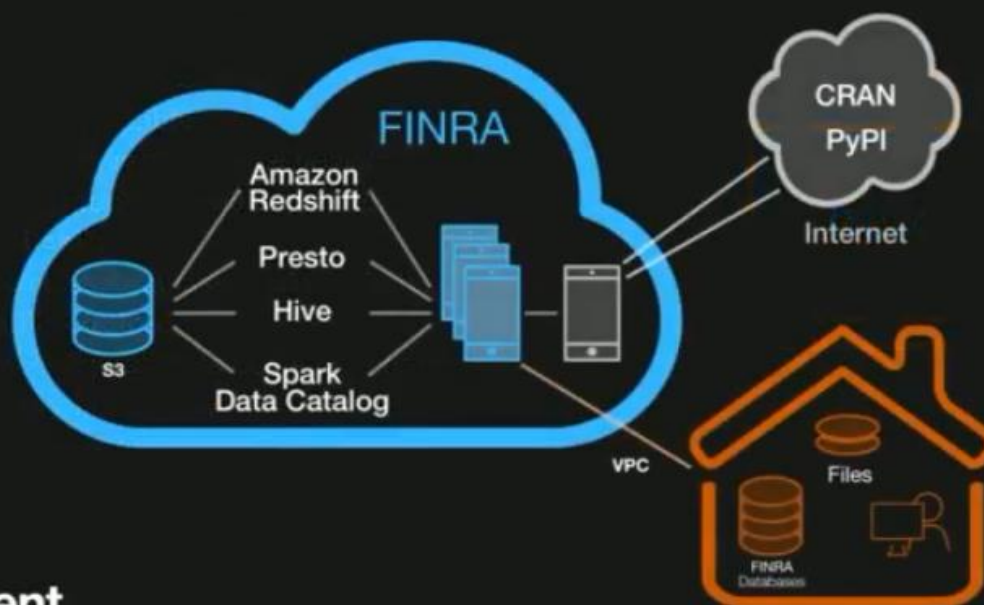 FINRA
CRAN
PyPI
Internet
Amazon
Redshift
Presto
Hive
Spark
Data Catalog
S3
VPC
Files
FINRA
Databases